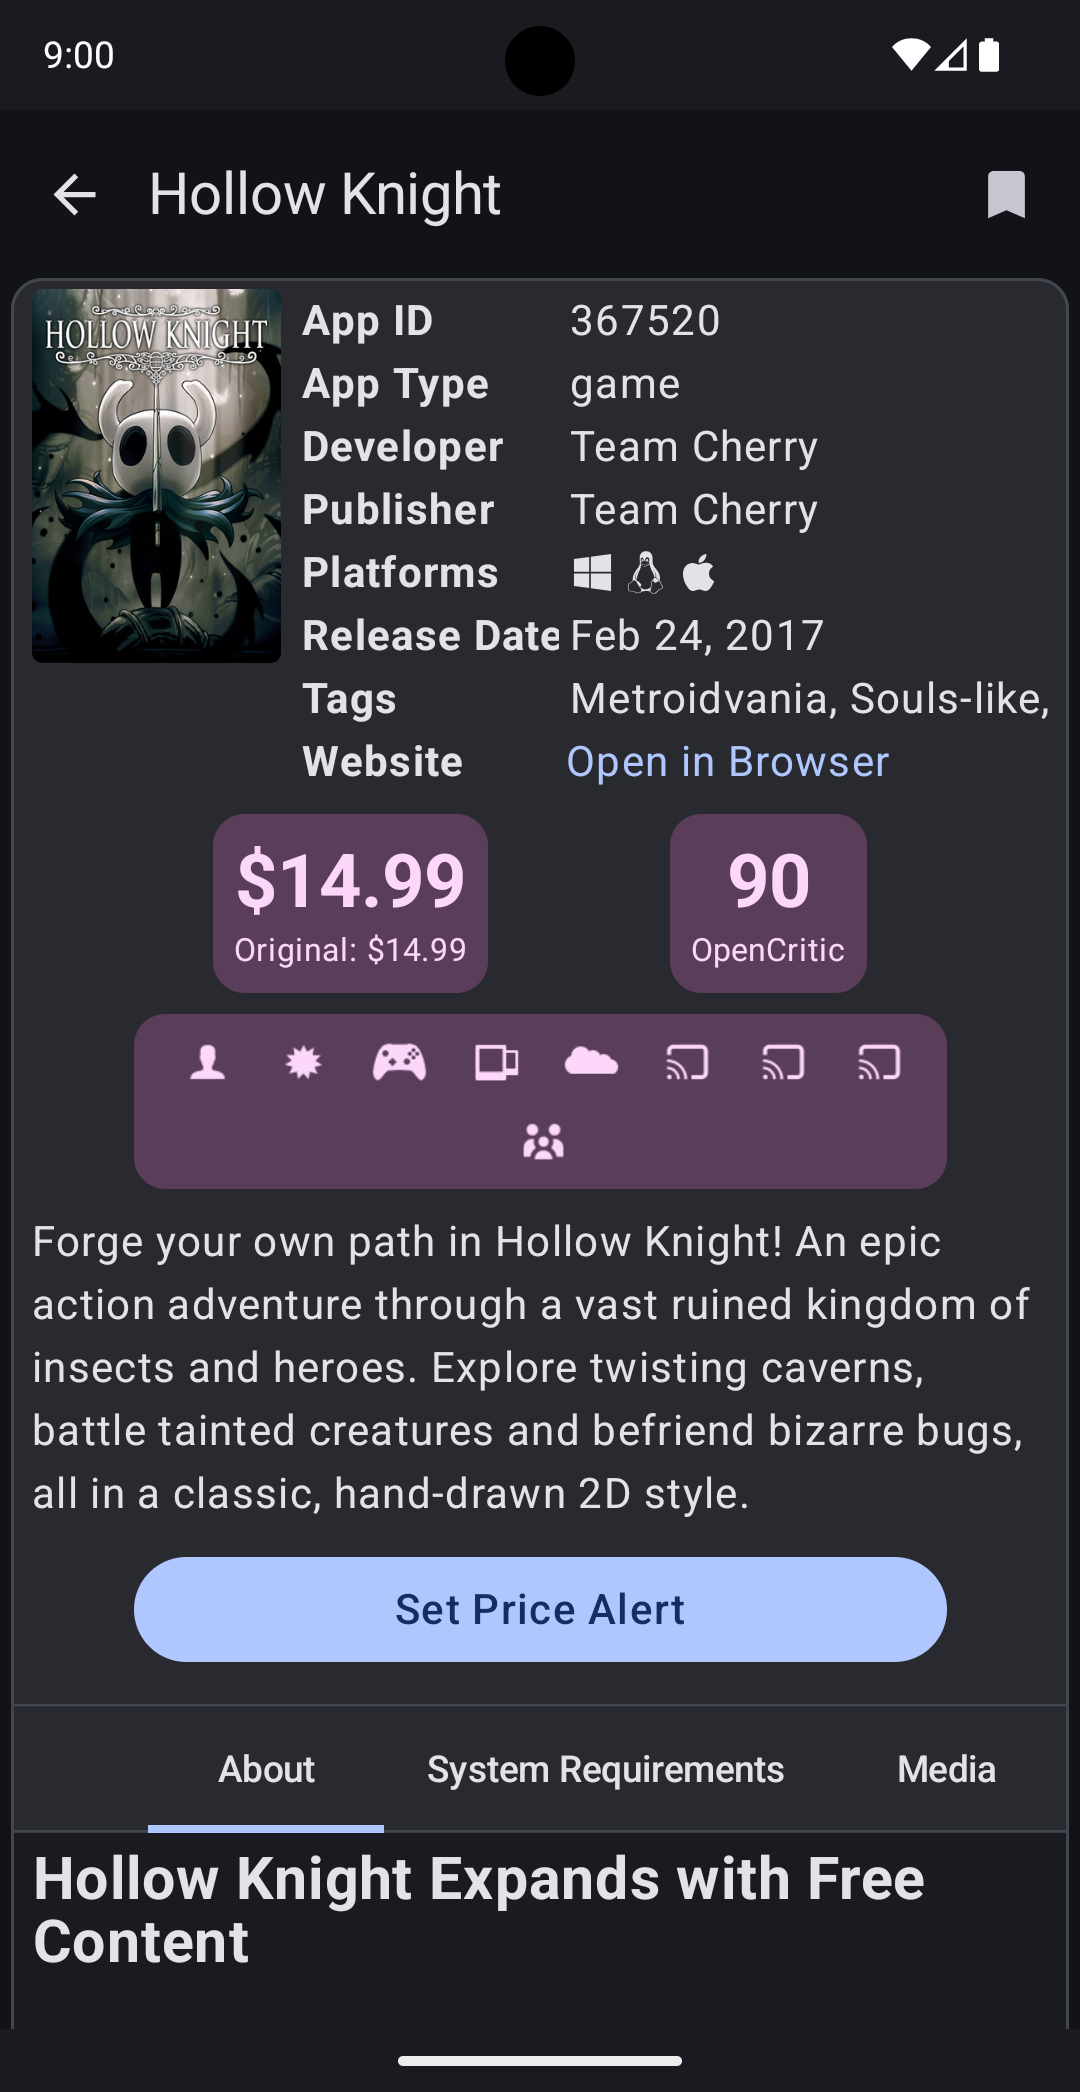 9:00
Hollow Knight
HOLLOW KNIGHT
App ID 367520
App Type game
Developer Team Cherry
Publisher Team Cherry
Platforms
Release Date Feb 24, 2017
Tags Metroidvania, Souls-like,
Website Open in Browser
$14.99
Original: $14.99
90
OpenCritic
Forge your own path in Hollow Knight! An epic
action adventure through a vast ruined kingdom of
insects and heroes. Explore twisting caverns,
battle tainted creatures and befriend bizarre bugs,
all in a classic, hand-drawn 2D style.
Set Price Alert
About System Requirements Media
Hollow Knight Expands with Free
Content